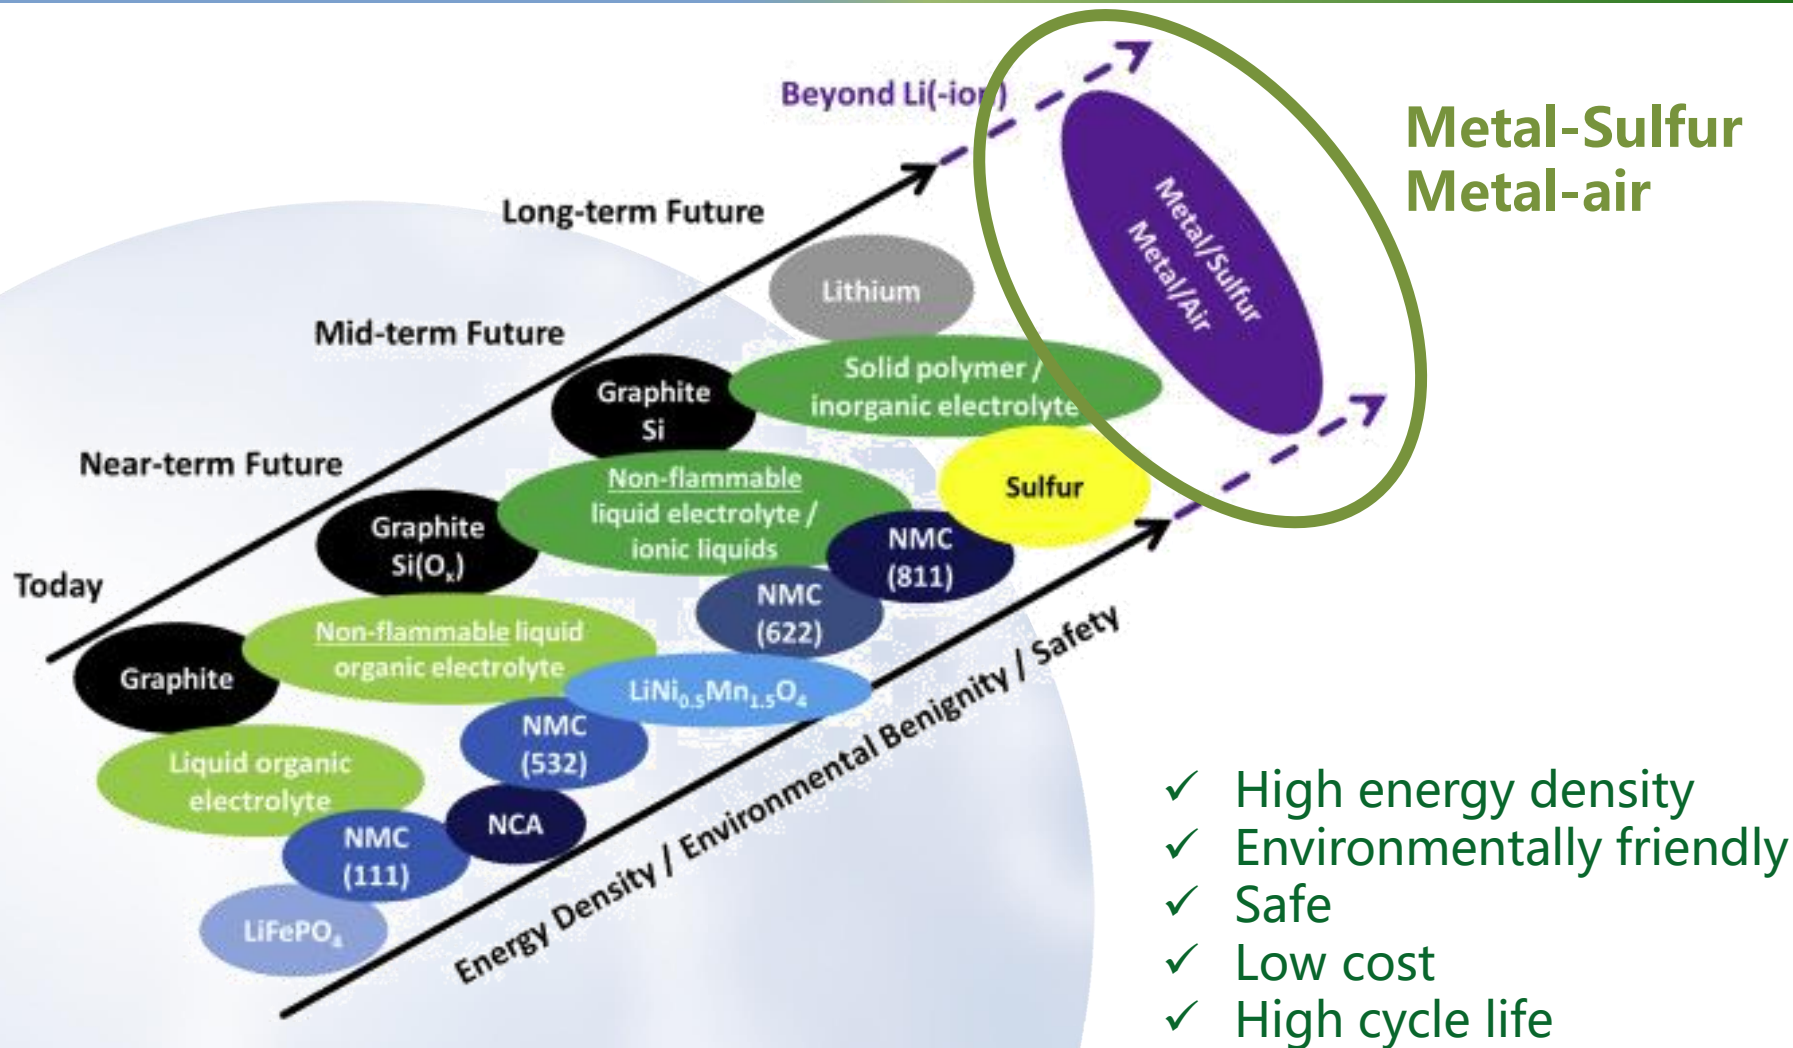 Beyond Li(-ion)
Metal-Sulfur
Metal-air
Metal/Sulfur
Metal/Air
Long-term Future
Lithium
Mid-term Future
Solid polymer /
inorganic electrolyte
Graphite
Si
Near-term Future
Non-flammable
liquid electrolyte /
ionic liquids
Sulfur
Graphite
Si(Oₓ)
NMC
(811)
Today
NMC
(622)
Non-flammable liquid
organic electrolyte
Graphite
LiNi₀.₅Mn₁.₅O₄
NMC
(532)
Liquid organic
electrolyte
NCA
NMC
(111)
LiFePO₄
Energy Density / Environmental Benignity / Safety
✓ High energy density
✓ Environmentally friendly
✓ Safe
✓ Low cost
✓ High cycle life